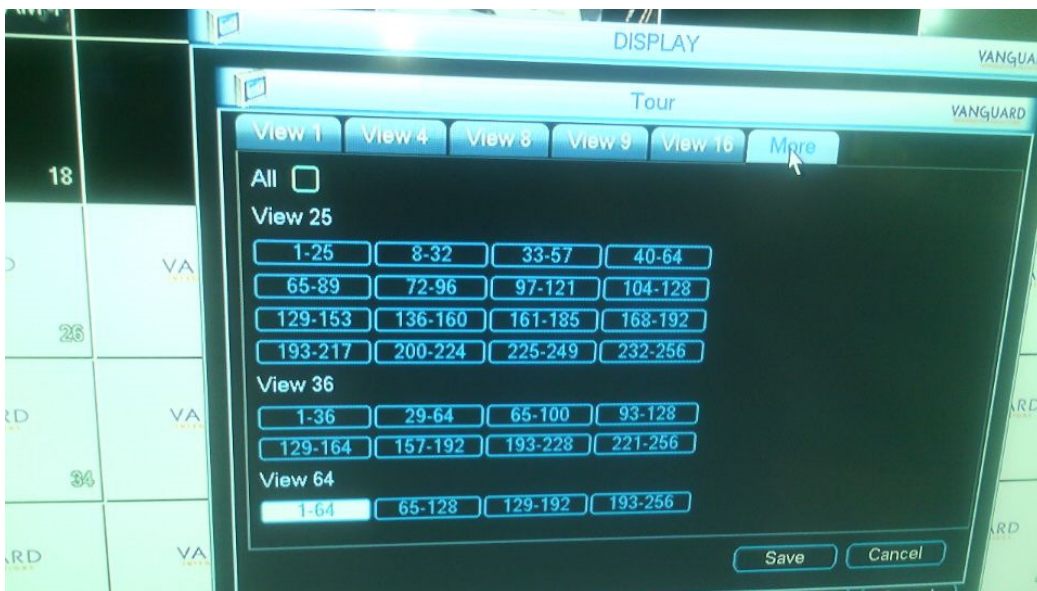 DISPLAY
VANGUA
Tour
VANGUARD
View 1 View 4 View 8 View 9 View 16 More
All
View 25
1-25 8-32 33-57 40-64
65-89 72-96 97-121 104-128
129-153 136-160 161-185 168-192
193-217 200-224 225-249 232-256
View 36
1-36 29-64 65-100 93-128
129-164 157-192 193-228 221-256
View 64
1-64 65-128 129-192 193-256
Save Cancel
18
VA
26
RD VA RD
34
ARD VA RD